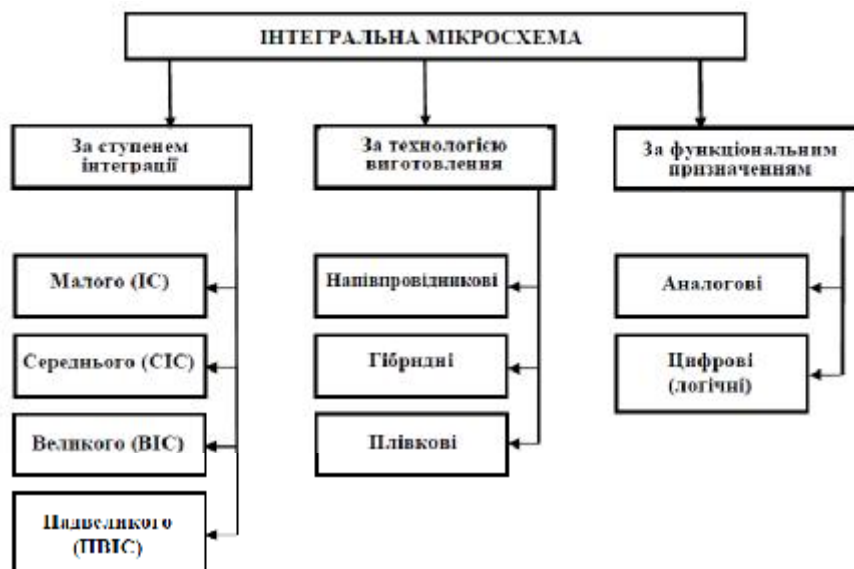 ІНТЕГРАЛЬНА МІКРОСХЕМА
За ступенем
інтеграції
За технологією
виготовлення
За функціональним
призначенням
Малого (ІС)
Середнього (СІС)
Великого (ВІС)
Надвеликого
(НВІС)
Напівпровідникові
Гібридні
Плівкові
Аналогові
Цифрові
(логічні)